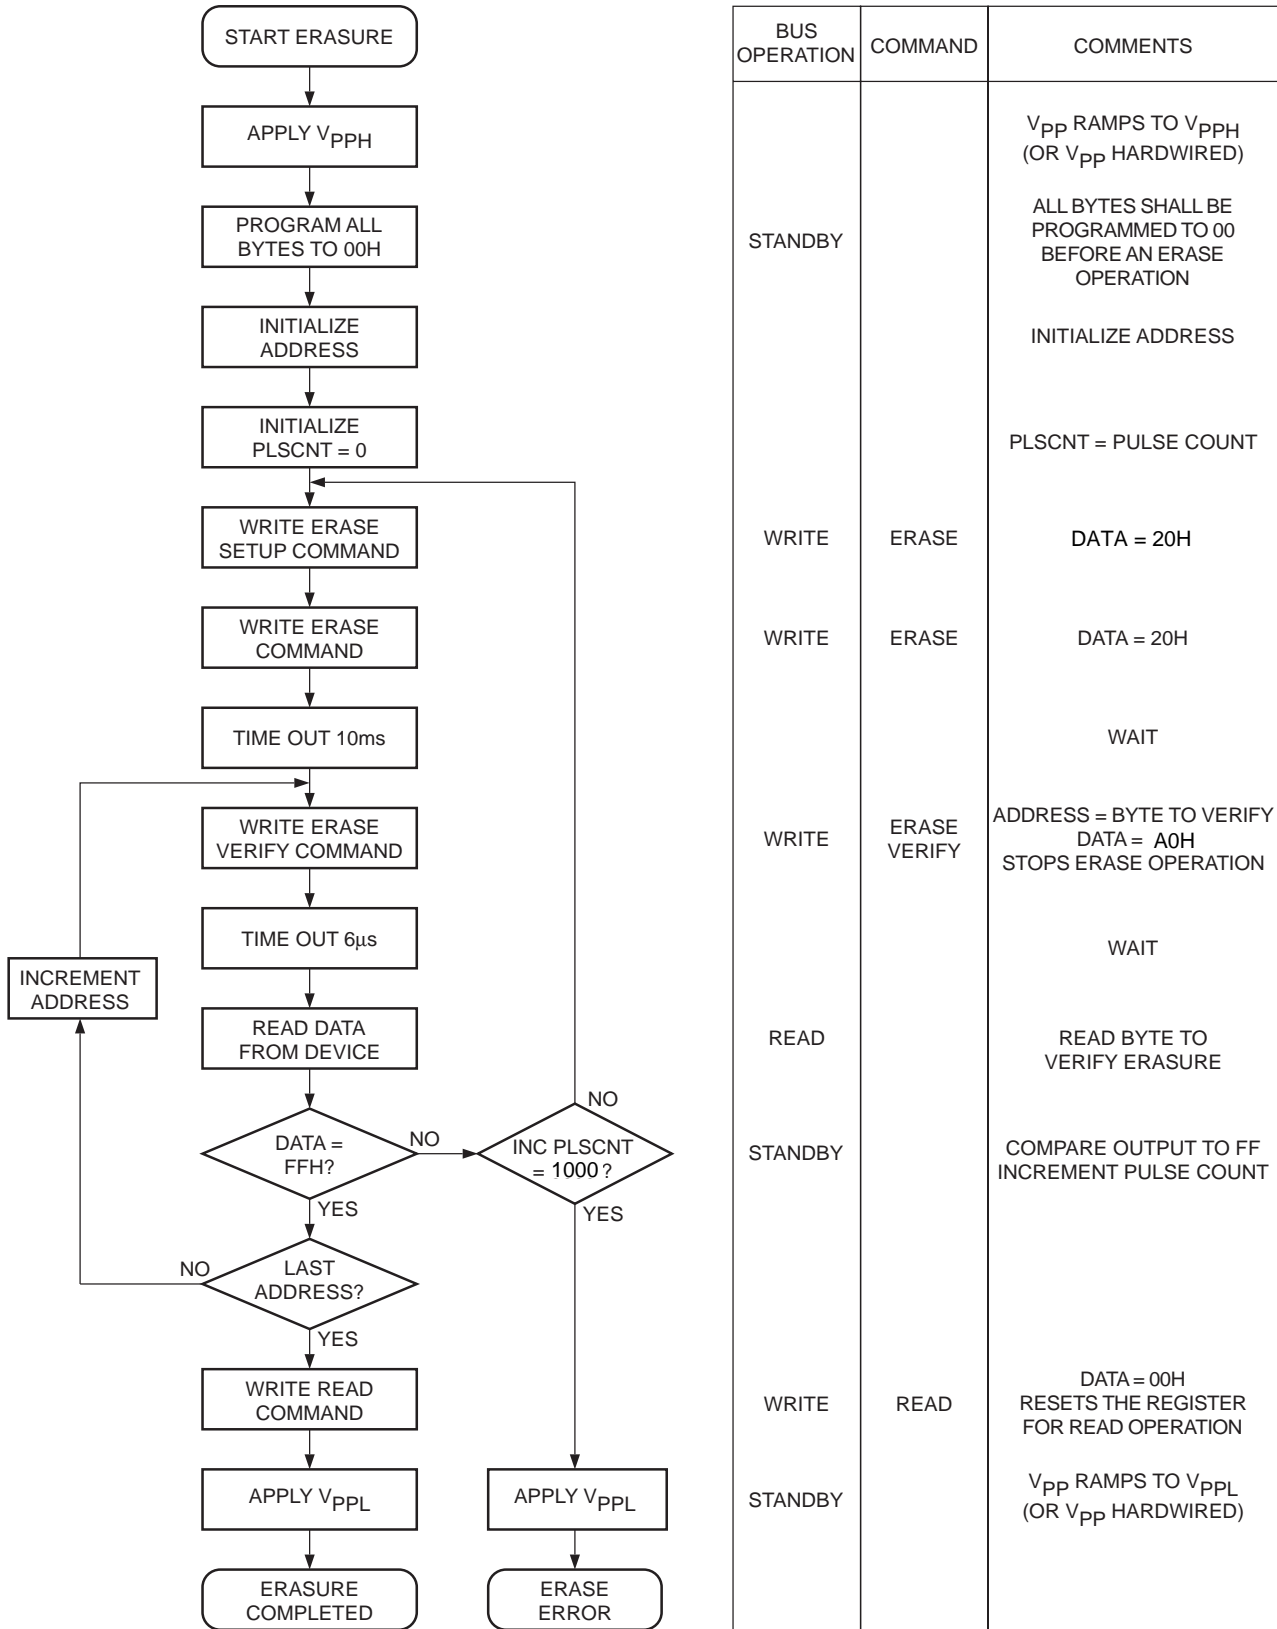 START ERASURE
APPLY VPPH
PROGRAM ALL
BYTES TO 00H
INITIALIZE
ADDRESS
INITIALIZE
PLSCNT = 0
WRITE ERASE
SETUP COMMAND
WRITE ERASE
COMMAND
TIME OUT 10ms
WRITE ERASE
VERIFY COMMAND
TIME OUT 6µs
INCREMENT
ADDRESS
READ DATA
FROM DEVICE
DATA =
FFH?
NO
INC PLSCNT
= 1000 ?
NO
YES
YES
LAST
ADDRESS?
NO
YES
WRITE READ
COMMAND
APPLY VPPL
APPLY VPPL
ERASURE
COMPLETED
ERASE
ERROR
BUS
OPERATION
COMMAND
COMMENTS
VPP RAMPS TO VPPH
(OR VPP HARDWIRED)
STANDBY
ALL BYTES SHALL BE
PROGRAMMED TO 00
BEFORE AN ERASE
OPERATION
INITIALIZE ADDRESS
PLSCNT = PULSE COUNT
WRITE
ERASE
DATA = 20H
WRITE
ERASE
DATA = 20H
WAIT
WRITE
ERASE
VERIFY
ADDRESS = BYTE TO VERIFY
DATA = A0H
STOPS ERASE OPERATION
WAIT
READ
READ BYTE TO
VERIFY ERASURE
STANDBY
COMPARE OUTPUT TO FF
INCREMENT PULSE COUNT
WRITE
READ
DATA = 00H
RESETS THE REGISTER
FOR READ OPERATION
STANDBY
VPP RAMPS TO VPPL
(OR VPP HARDWIRED)